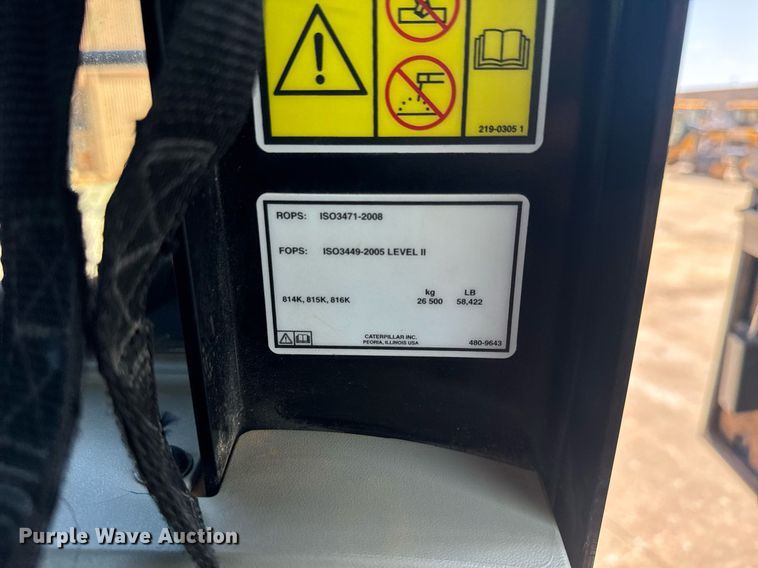 219-0305 1
ROPS: ISO3471-2008
FOPS: ISO3449-2005 LEVEL II
kg LB
814K, 815K, 816K 26 500 58,422
CATERPILLAR INC.
PEORIA, ILLINOIS USA 480-9643
Purple Wave Auction